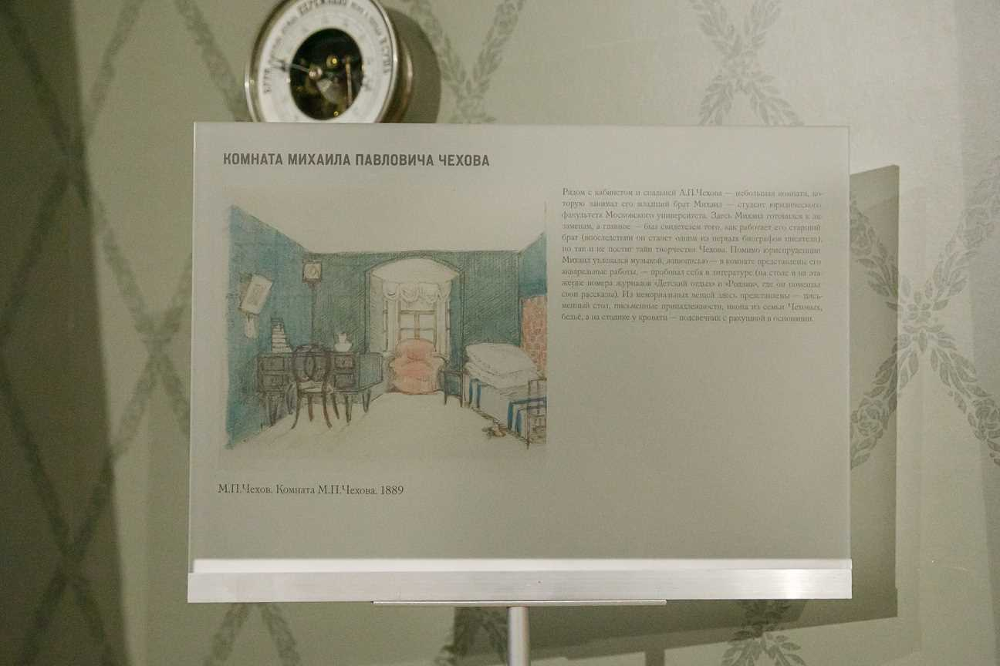 ПЕРЕМѢННО
КОМНАТА МИХАИЛА ПАВЛОВИЧА ЧЕХОВА
Рядом с кабинетом и спальней А.П.Чехова — небольшая комната, ко-
торую занимал его младший брат Михаил — студент юридического
факультета Московского университета. Здесь Михаил готовился к эк-
заменам, а главное — был свидетелем того, как работает его старший
брат (впоследствии он станет одним из первых биографов писателя),
но так и не постиг тайн творчества Чехова. Помимо юриспруденции
Михаил увлекался музыкой, живописью — в комнате представлены его
акварельные работы, — пробовал себя в литературе (на столе и на эта-
жерке номера журналов «Детский отдых» и «Родник», где он помещал
свои рассказы). Из мемориальных вещей здесь представлены — пись-
менный стол, письменные принадлежности, икона из семьи Чеховых,
бельё, а на столике у кровати — подсвечник с ракушкой в основании.
М.П.Чехов. Комната М.П.Чехова. 1889